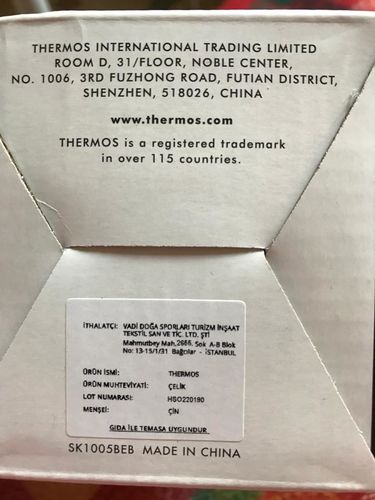 THERMOS INTERNATIONAL TRADING LIMITED
ROOM D, 31/FLOOR, NOBLE CENTER,
NO. 1006, 3RD FUZHONG ROAD, FUTIAN DISTRICT,
SHENZHEN, 518026, CHINA
www.thermos.com
THERMOS is a registered trademark
in over 115 countries.
İTHALATÇI: VADİ DOĞA SPORLARI TURİZM İNŞAAT
TEKSTİL SAN VE TİC. LTD. ŞTİ
Mahmutbey Mah. 2666. Sok A-B Blok
No: 13-15/1/31 Bağcılar - İSTANBUL
ÜRÜN ISMI: THERMOS
ÜRÜN MUHTEVİYATİ: ÇELİK
LOT NUMARASI: HSO220190
MENŞEİ: ÇİN
GIDA İLE TEMASA UYGUNDUR
SK1005BEB MADE IN CHINA